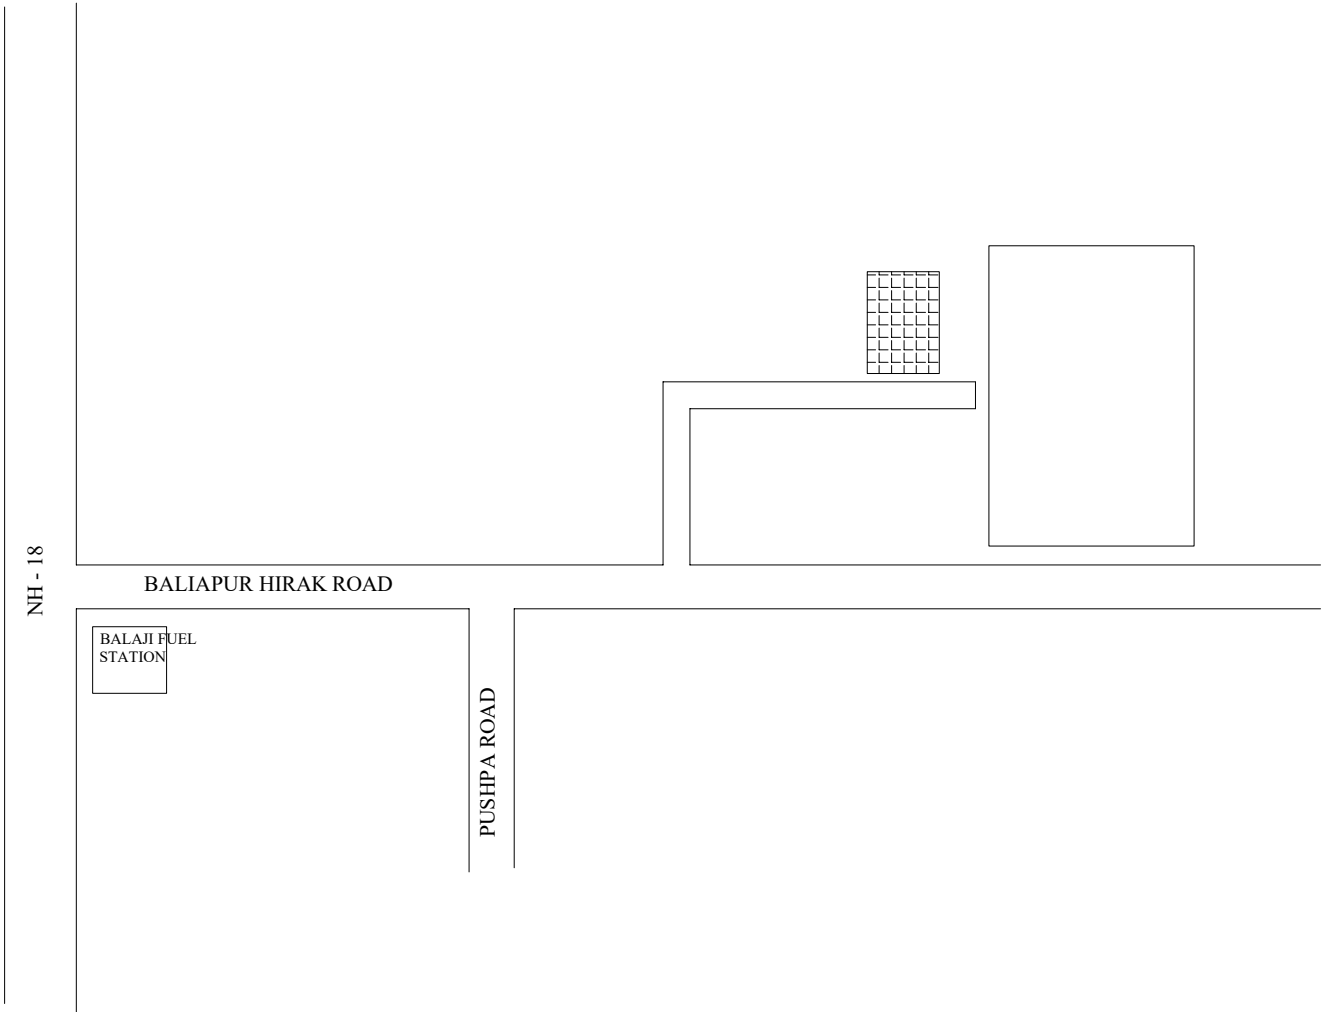 NH - 18
BALIAPUR HIRAK ROAD
BALAJI FUEL
STATION
PUSHPA ROAD